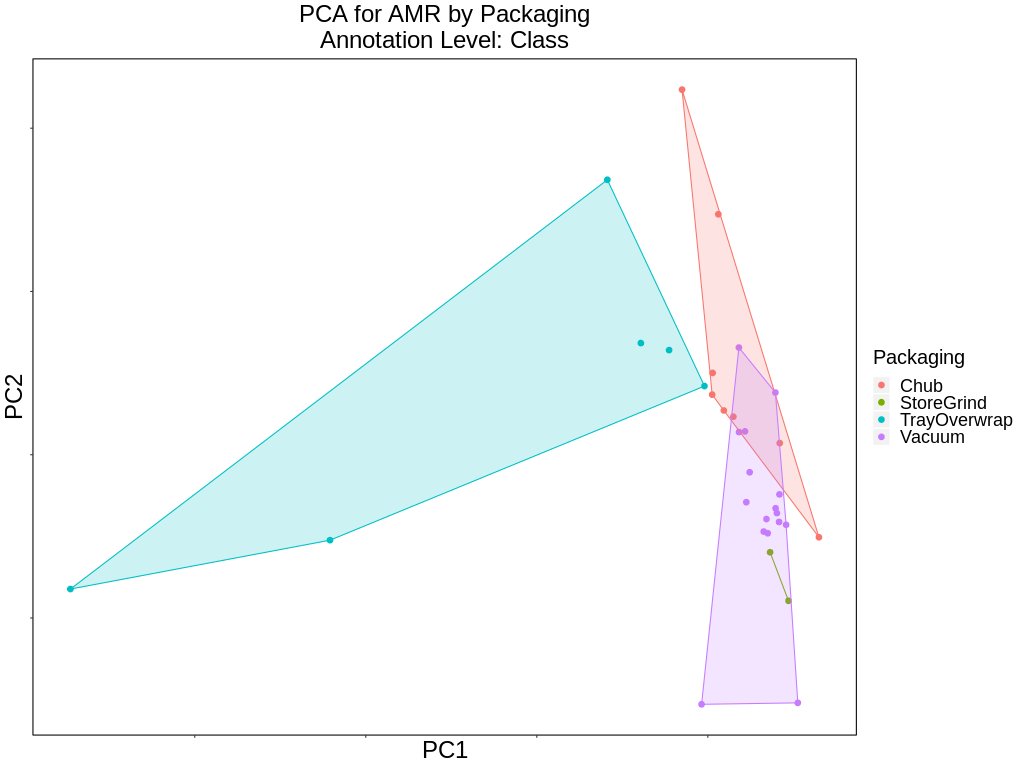 PCA for AMR by Packaging
Annotation Level: Class
PC2
PC1
Packaging
Chub
StoreGrind
TrayOverwrap
Vacuum